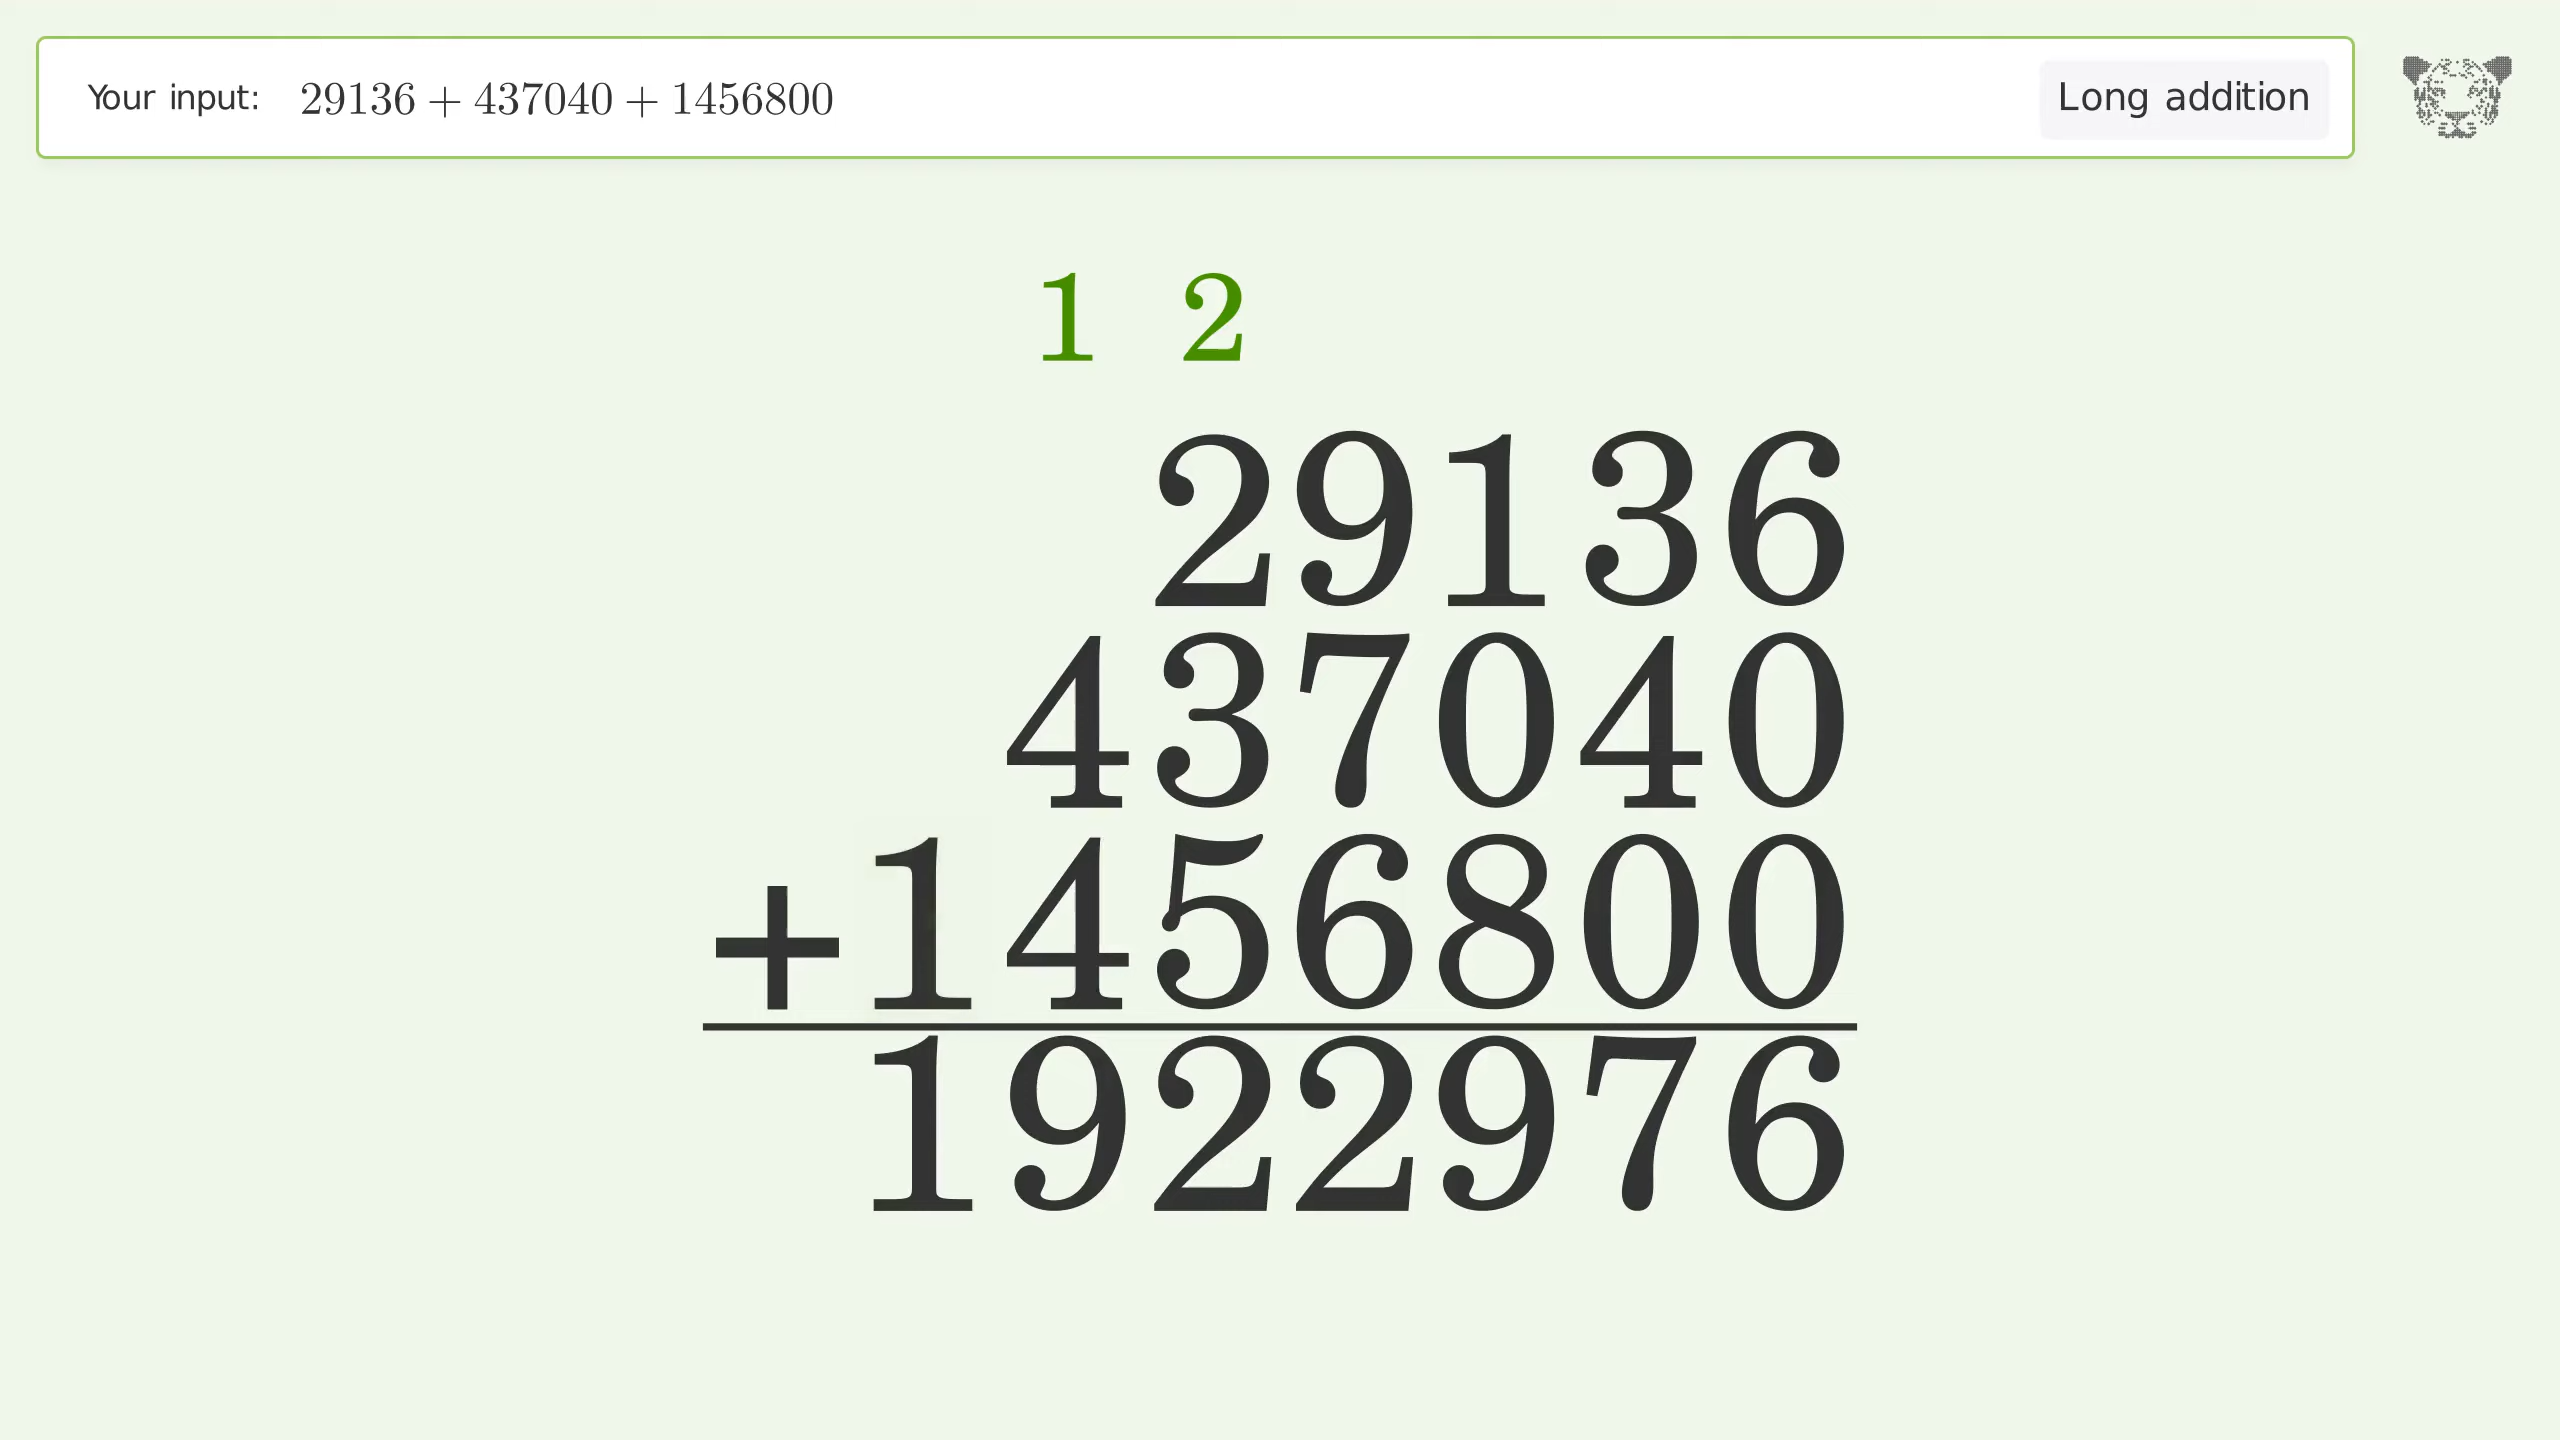 Your input: 29136 + 437040 + 1456800
Long addition
1 2
29136
437040
+1456800
1922976